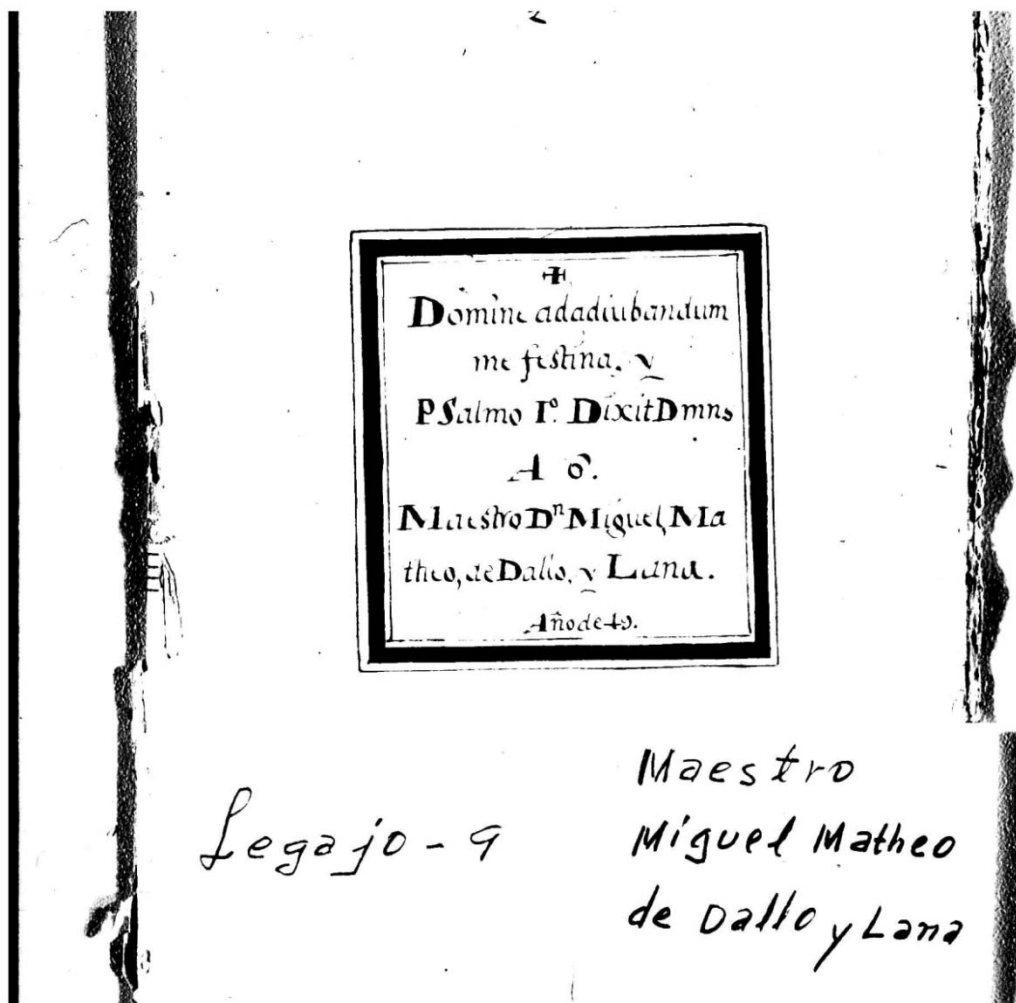 Domine adadiubandum
me festina. y
PSalmo 1º. Dixit Dmns
A 6.
Maestro Dn Miguel, Ma
theo, de Dallo, y Lana.
Año de 49.
Legajo - 9
Maestro
Miguel Matheo
de Dallo y Lana